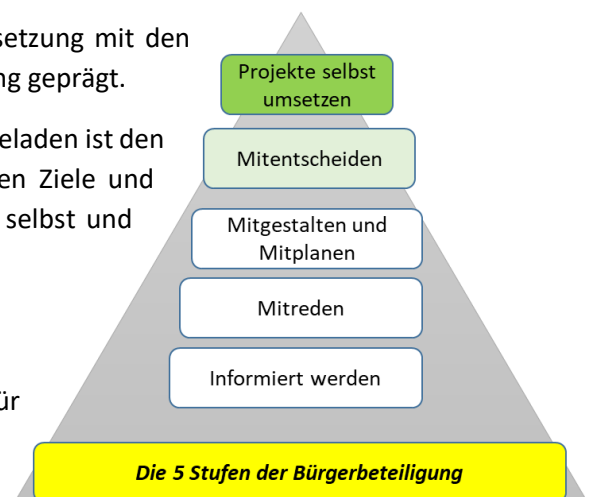 setzung mit den
ng geprägt.
eladen ist den
en Ziele und
selbst und
ür
Projekte selbst
umsetzen
Mitentscheiden
Mitgestalten und
Mitplanen
Mitreden
Informiert werden
Die 5 Stufen der Bürgerbeteiligung